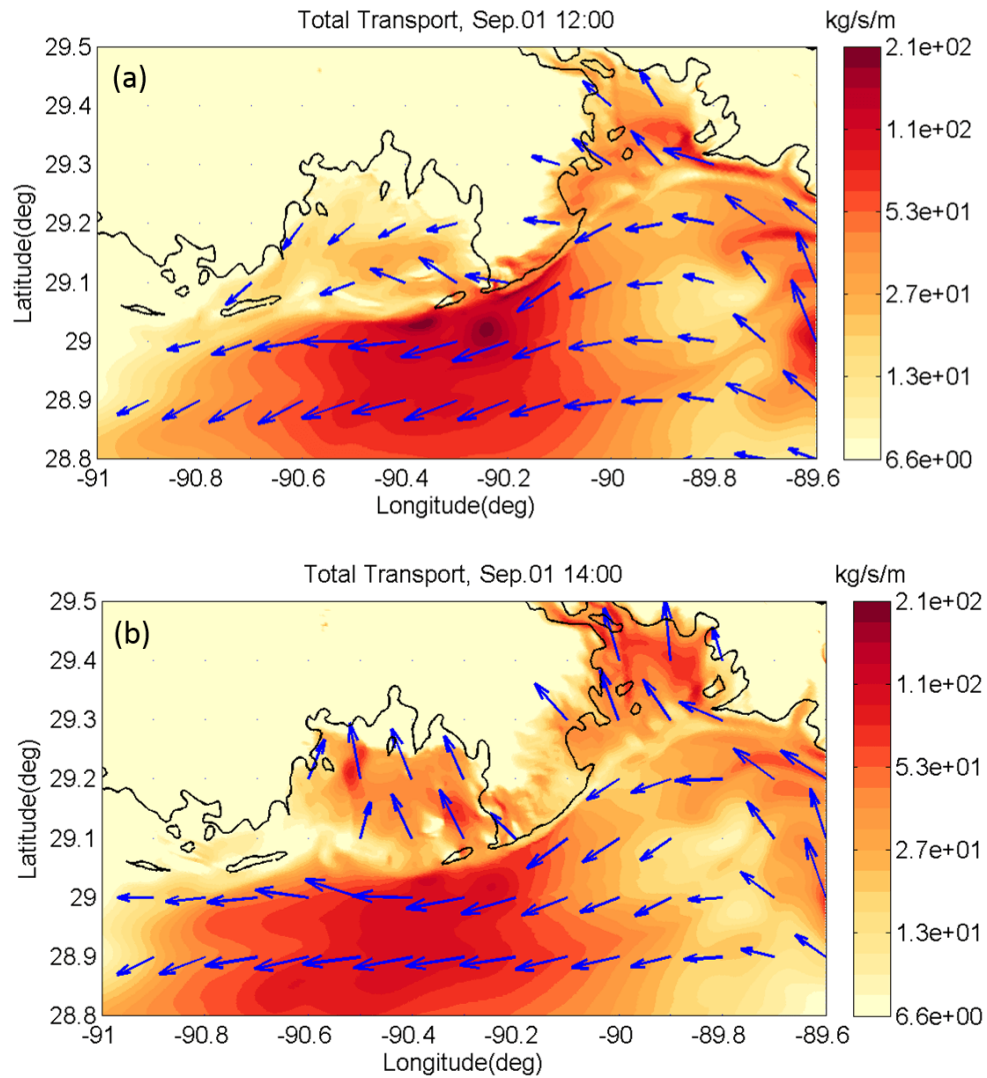 Total Transport, Sep.01 12:00 kg/s/m
(a)
29.5
29.4
29.3
29.2
29.1
29
28.9
28.8
Latitude(deg)
-91 -90.8 -90.6 -90.4 -90.2 -90 -89.8 -89.6
Longitude(deg)
2.1e+02
1.1e+02
5.3e+01
2.7e+01
1.3e+01
6.6e+00
Total Transport, Sep.01 14:00 kg/s/m
(b)
29.5
29.4
29.3
29.2
29.1
29
28.9
28.8
Latitude(deg)
-91 -90.8 -90.6 -90.4 -90.2 -90 -89.8 -89.6
Longitude(deg)
2.1e+02
1.1e+02
5.3e+01
2.7e+01
1.3e+01
6.6e+00